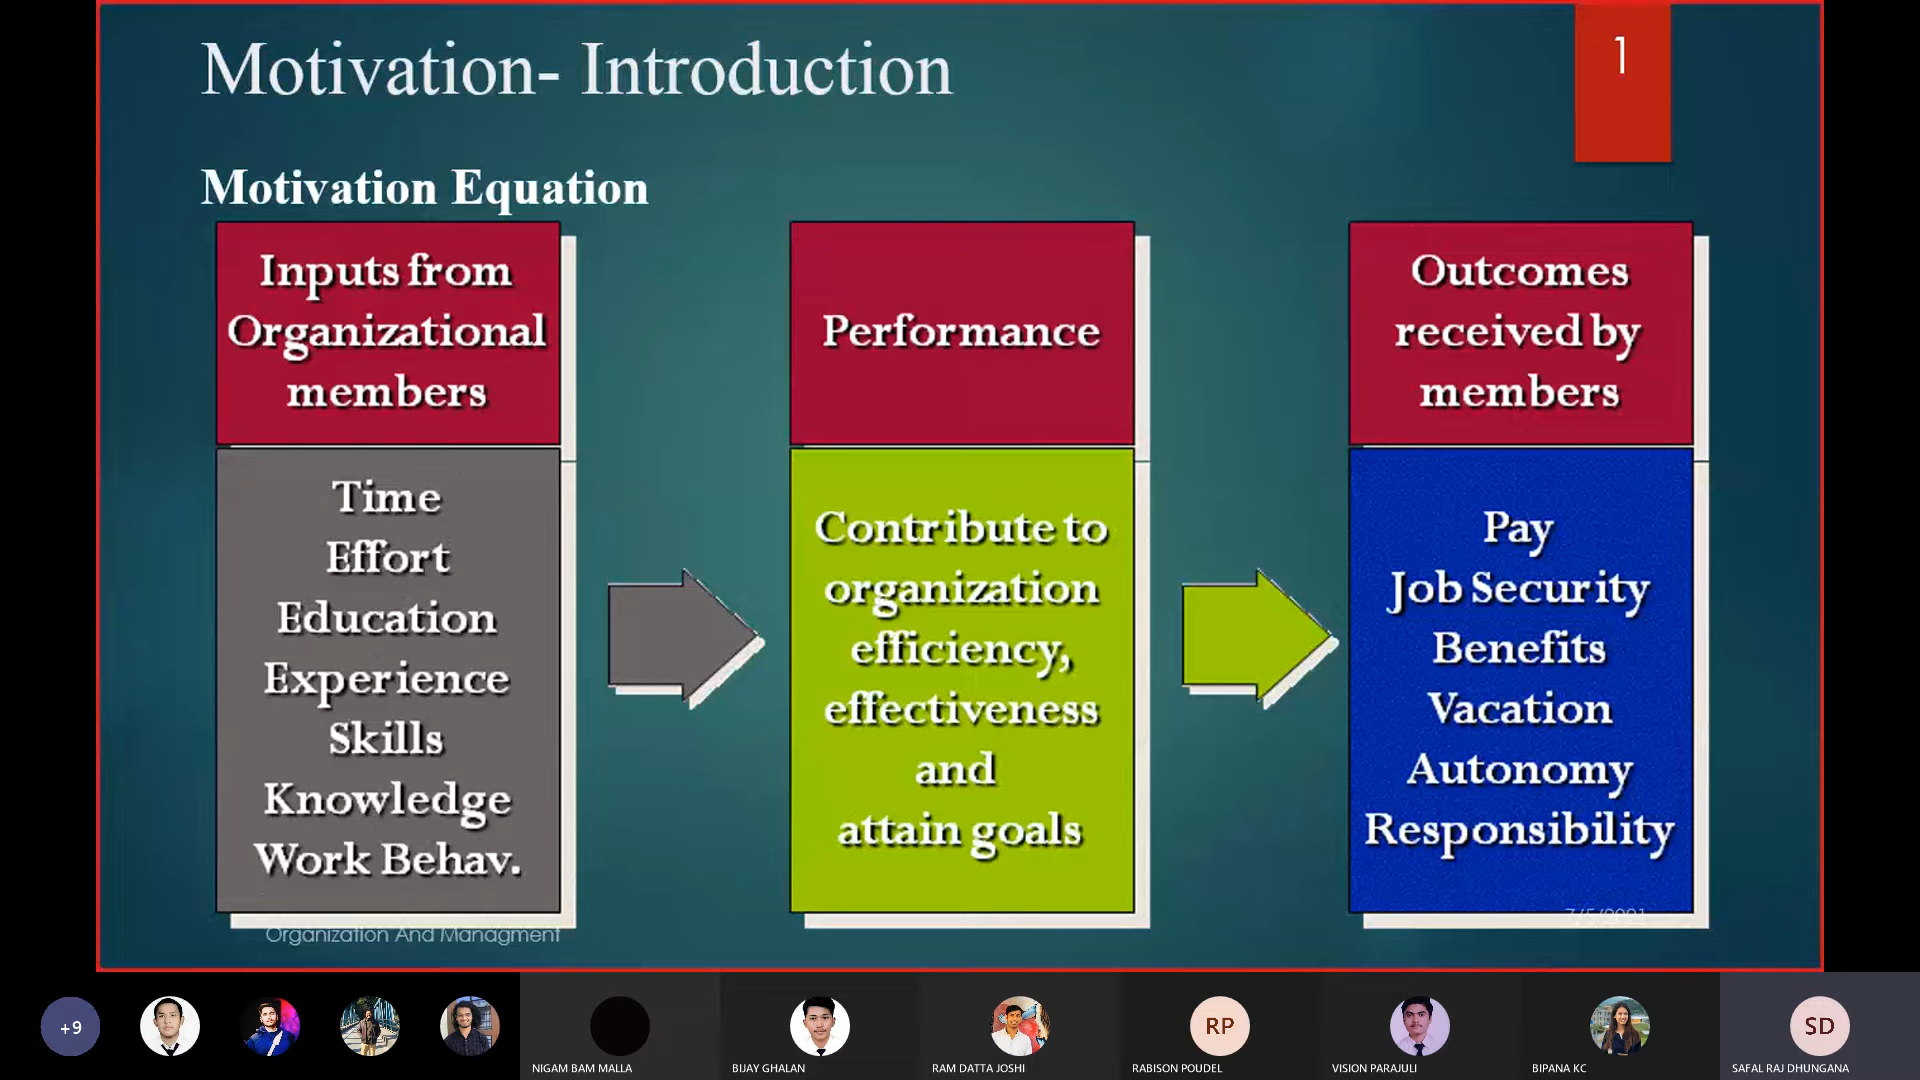 Motivation- Introduction
1
Motivation Equation
Inputs from
Organizational
members
Time
Effort
Education
Experience
Skills
Knowledge
Work Behav.
Performance
Contribute to
organization
efficiency,
effectiveness
and
attain goals
Outcomes
received by
members
Pay
Job Security
Benefits
Vacation
Autonomy
Responsibility
Organization And Managment
7/5/2021
+9
NIGAM BAM MALLA
BIJAY GHALAN
RAM DATTA JOSHI
RP
RABISON POUDEL
VISION PARAJULI
BIPANA KC
SD
SAFAL RAJ DHUNGANA